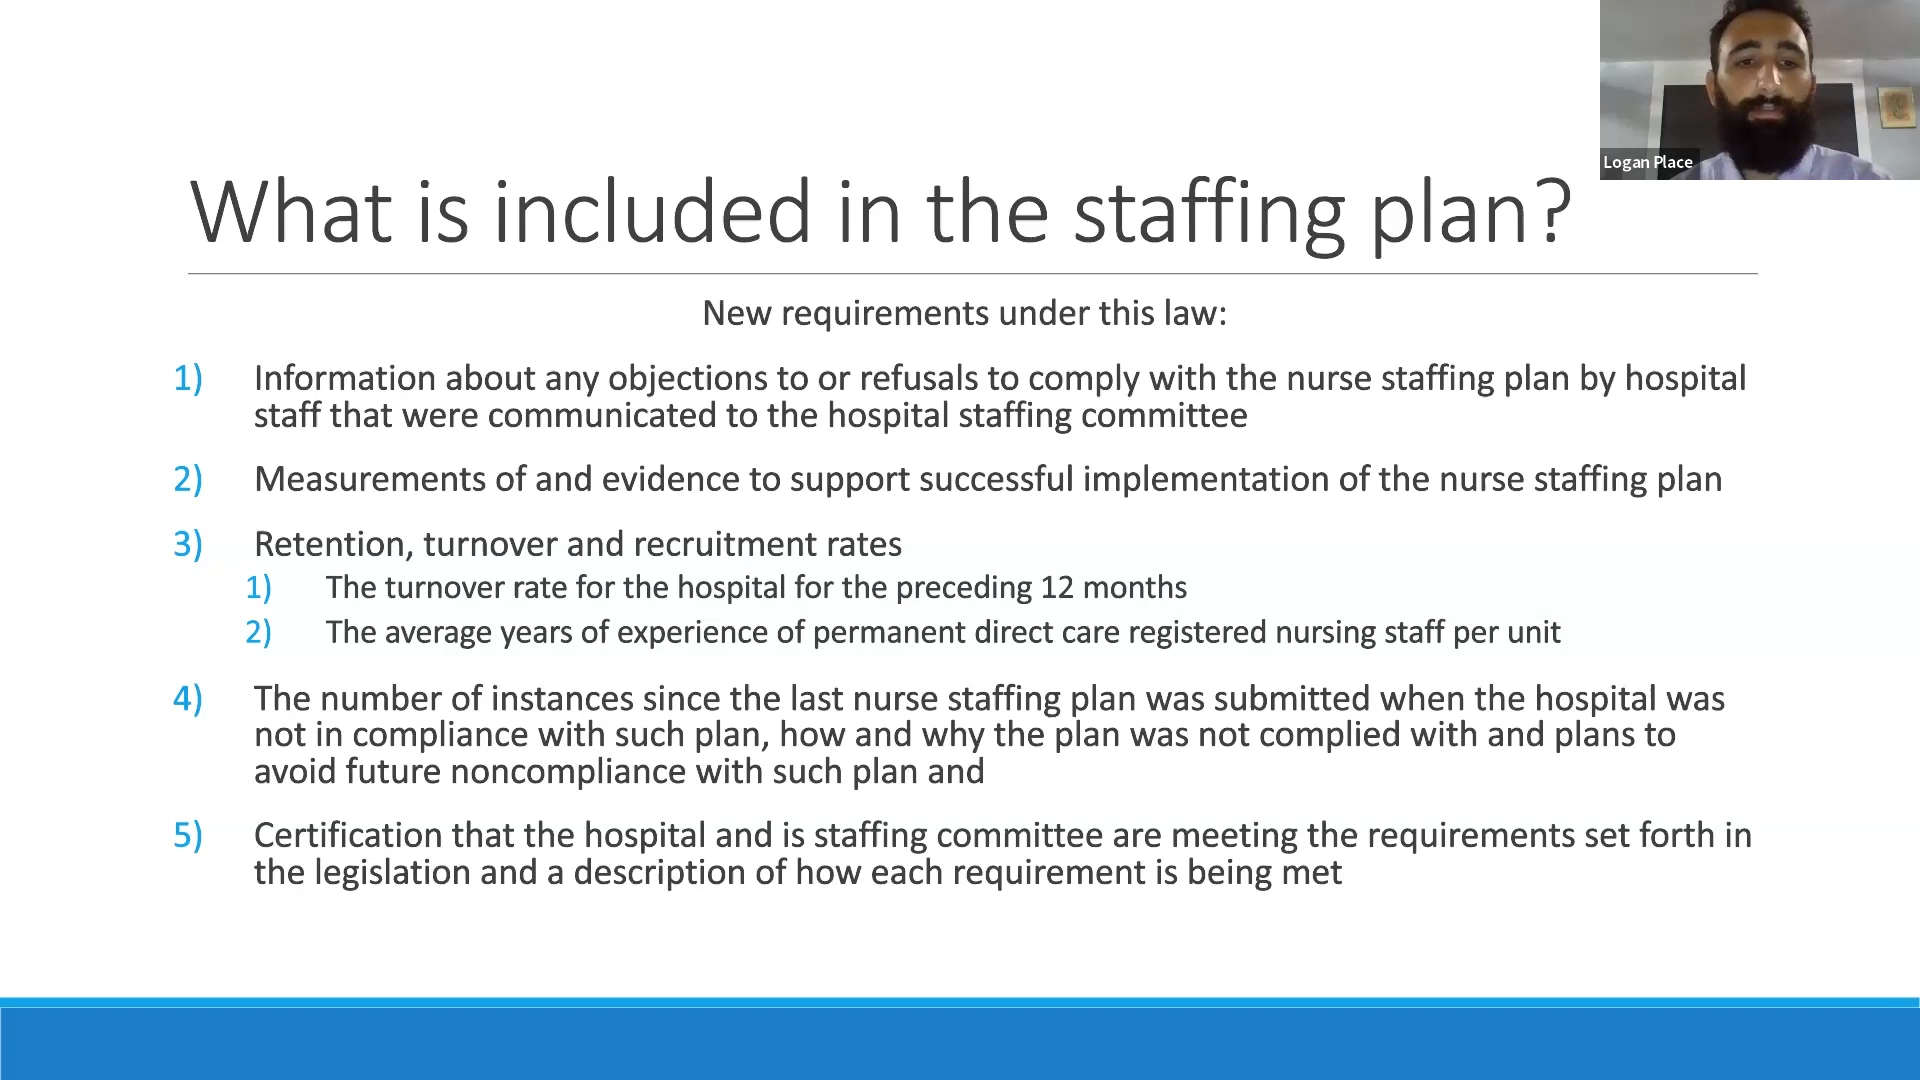 Logan Place
What is included in the staffing plan?
New requirements under this law:
1) Information about any objections to or refusals to comply with the nurse staffing plan by hospital
staff that were communicated to the hospital staffing committee
2) Measurements of and evidence to support successful implementation of the nurse staffing plan
3) Retention, turnover and recruitment rates
1) The turnover rate for the hospital for the preceding 12 months
2) The average years of experience of permanent direct care registered nursing staff per unit
4) The number of instances since the last nurse staffing plan was submitted when the hospital was
not in compliance with such plan, how and why the plan was not complied with and plans to
avoid future noncompliance with such plan and
5) Certification that the hospital and is staffing committee are meeting the requirements set forth in
the legislation and a description of how each requirement is being met